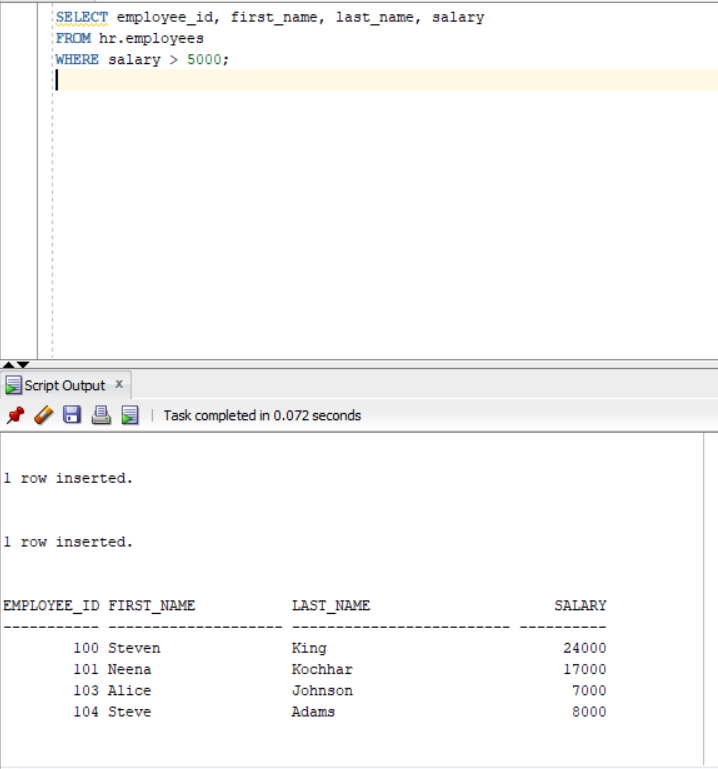 SELECT employee_id, first_name, last_name, salary
FROM hr.employees
WHERE salary > 5000;
Script Output x
Task completed in 0.072 seconds
1 row inserted.
1 row inserted.
EMPLOYEE_ID FIRST_NAME           LAST_NAME                     SALARY
----------- -------------------- ------------------------- ----------
        100 Steven               King                           24000
        101 Neena                Kochhar                        17000
        103 Alice                Johnson                         7000
        104 Steve                Adams                           8000